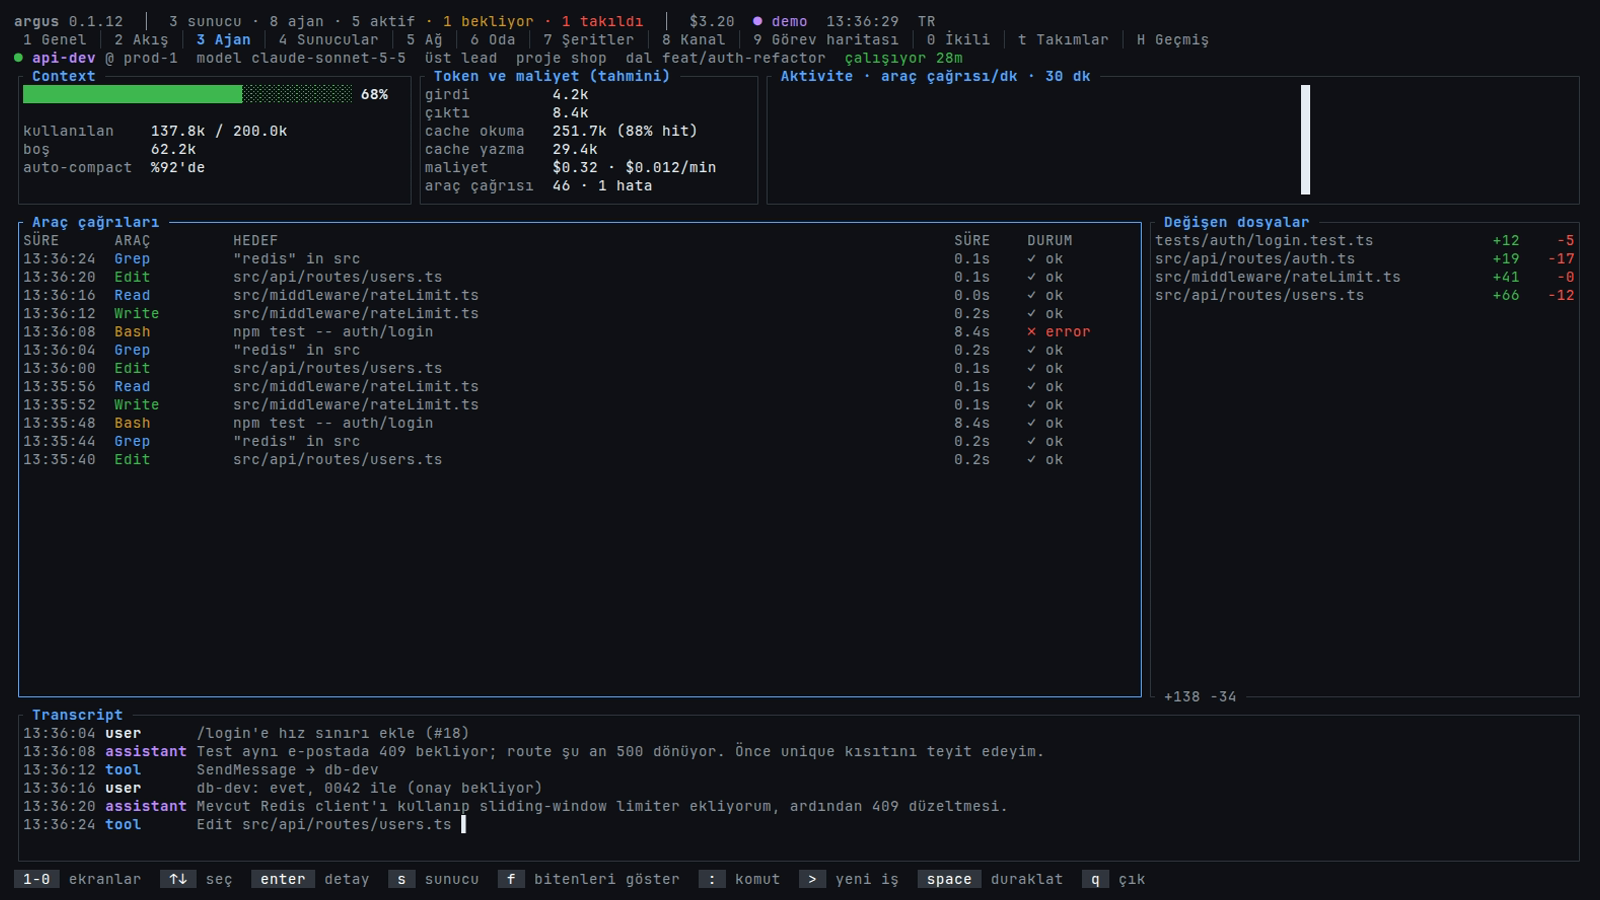 argus 0.1.12 │ 3 sunucu · 8 ajan · 5 aktif · 1 bekliyor · 1 takıldı │ $3.20 ● demo 13:36:29 TR
1 Genel │ 2 Akış │ 3 Ajan │ 4 Sunucular │ 5 Ağ │ 6 Oda │ 7 Şeritler │ 8 Kanal │ 9 Görev haritası │ 0 İkili │ t Takımlar │ H Geçmiş
● api-dev @ prod-1 model claude-sonnet-5-5 üst lead proje shop dal feat/auth-refactor çalışıyor 28m
Context
68%
kullanılan 137.8k / 200.0k
boş 62.2k
auto-compact %92'de
Token ve maliyet (tahmini)
girdi 4.2k
çıktı 8.4k
cache okuma 251.7k (88% hit)
cache yazma 29.4k
maliyet $0.32 · $0.012/min
araç çağrısı 46 · 1 hata
Aktivite · araç çağrısı/dk · 30 dk
Araç çağrıları
SÜRE ARAÇ HEDEF SÜRE DURUM
13:36:24 Grep "redis" in src 0.1s ✓ ok
13:36:20 Edit src/api/routes/users.ts 0.1s ✓ ok
13:36:16 Read src/middleware/rateLimit.ts 0.0s ✓ ok
13:36:12 Write src/middleware/rateLimit.ts 0.2s ✓ ok
13:36:08 Bash npm test -- auth/login 8.4s ✕ error
13:36:04 Grep "redis" in src 0.2s ✓ ok
13:36:00 Edit src/api/routes/users.ts 0.1s ✓ ok
13:35:56 Read src/middleware/rateLimit.ts 0.1s ✓ ok
13:35:52 Write src/middleware/rateLimit.ts 0.1s ✓ ok
13:35:48 Bash npm test -- auth/login 8.4s ✓ ok
13:35:44 Grep "redis" in src 0.2s ✓ ok
13:35:40 Edit src/api/routes/users.ts 0.2s ✓ ok
Değişen dosyalar
tests/auth/login.test.ts +12 -5
src/api/routes/auth.ts +19 -17
src/middleware/rateLimit.ts +41 -0
src/api/routes/users.ts +66 -12
+138 -34
Transcript
13:36:04 user /login'e hız sınırı ekle (#18)
13:36:08 assistant Test aynı e-postada 409 bekliyor; route şu an 500 dönüyor. Önce unique kısıtını teyit edeyim.
13:36:12 tool SendMessage → db-dev
13:36:16 user db-dev: evet, 0042 ile (onay bekliyor)
13:36:20 assistant Mevcut Redis client'ı kullanıp sliding-window limiter ekliyorum, ardından 409 düzeltmesi.
13:36:24 tool Edit src/api/routes/users.ts
1-0 ekranlar ↑↓ seç enter detay s sunucu f bitenleri göster : komut > yeni iş space duraklat q çık